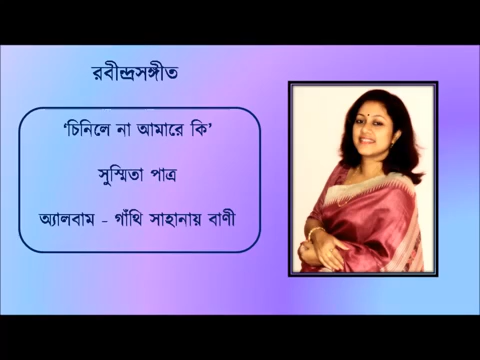 রবীন্দ্রসঙ্গীত
‘চিনিলে না আমারে কি’
সুস্মিতা পাত্র
অ্যালবাম - গাঁথি সাহানায় বাণী